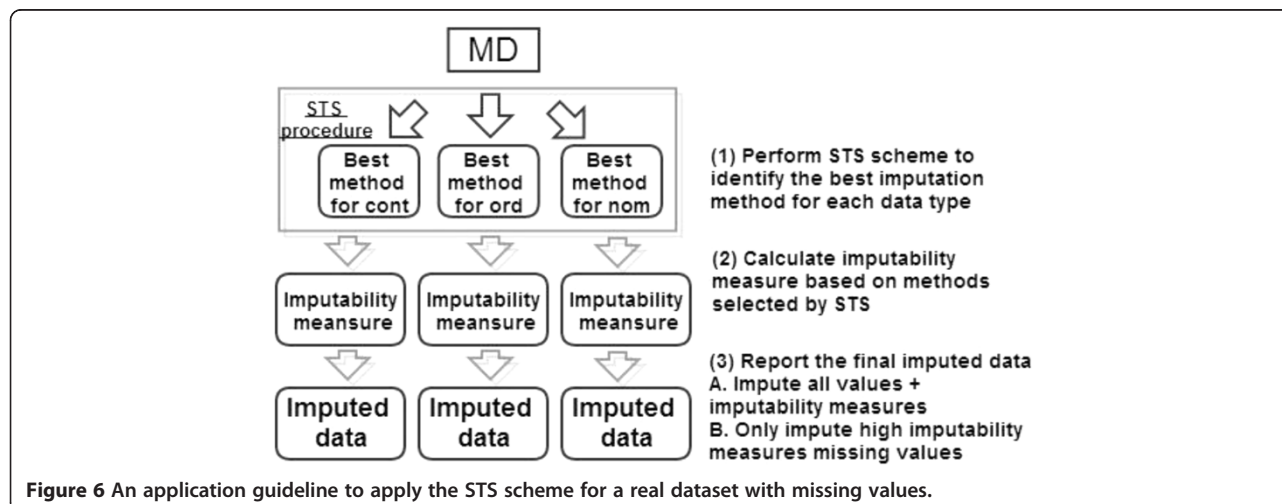 MD
STS
procedure
Best
method
for cont
Best
method
for ord
Best
method
for nom
(1) Perform STS scheme to
identify the best imputation
method for each data type
Imputability
meansure
Imputability
meansure
Imputability
meansure
(2) Calculate imputability
measure based on methods
selected by STS
Imputed
data
Imputed
data
Imputed
data
(3) Report the final imputed data
A. Impute all values +
imputability measures
B. Only impute high imputability
measures missing values
Figure 6 An application guideline to apply the STS scheme for a real dataset with missing values.